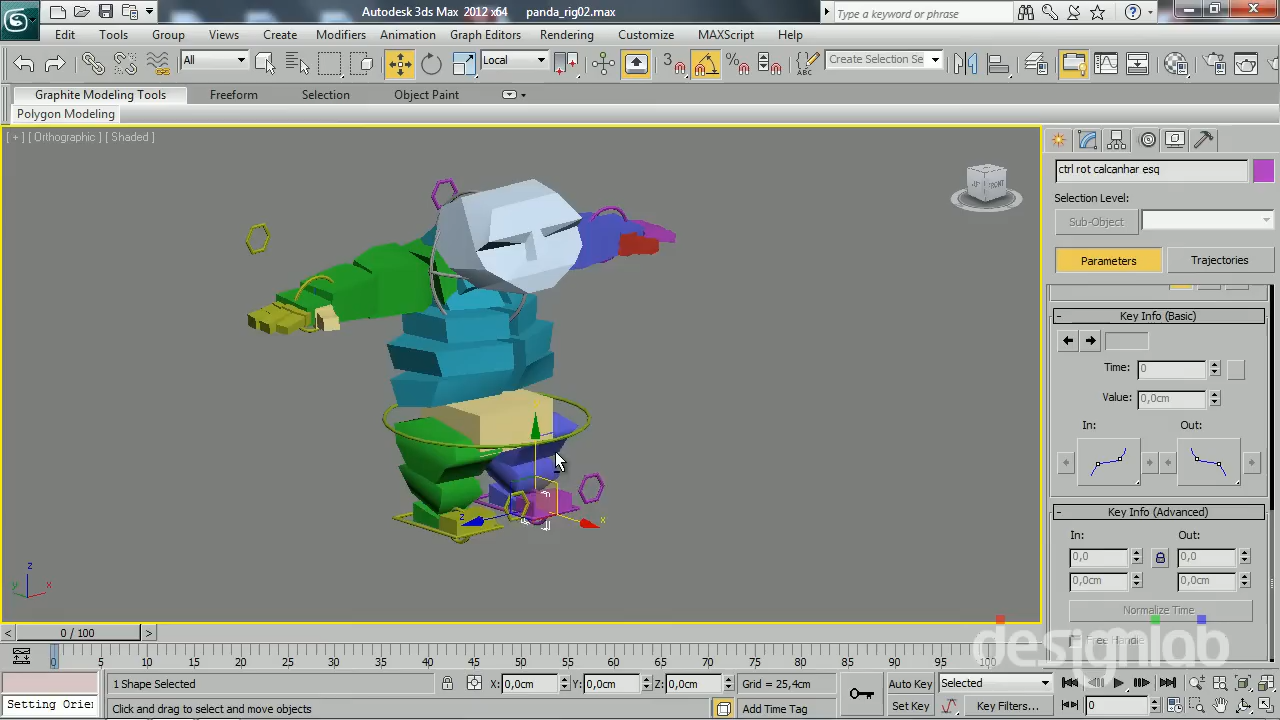 Autodesk 3ds Max 2012 x64 panda_rig02.max
Type a keyword or phrase
Edit Tools Group Views Create Modifiers Animation Graph Editors Rendering Customize MAXScript Help
All
Local
3
Create Selection Se
Graphite Modeling Tools Freeform Selection Object Paint
Polygon Modeling
[ + ] [ Orthographic ] [ Shaded ]
FRONT
ctrl rot calcanhar esq
Selection Level:
Sub-Object
Parameters Trajectories
- Key Info (Basic)
Time: 0
Value: 0,0cm
In: Out:
- Key Info (Advanced)
In: Out:
0,0 0,0
0,0cm 0,0cm
Normalize Time
Free Handle
designlab
z x
z
y x
< 0 / 100 >
0 5 10 15 20 25 30 35 40 45 50 55 60 65 70 75 80 85 90 95 100
1 Shape Selected X: 0,0cm Y: 0,0cm Z: 0,0cm Grid = 25,4cm Auto Key Selected
Setting Orie Click and drag to select and move objects Add Time Tag Set Key Key Filters... 0